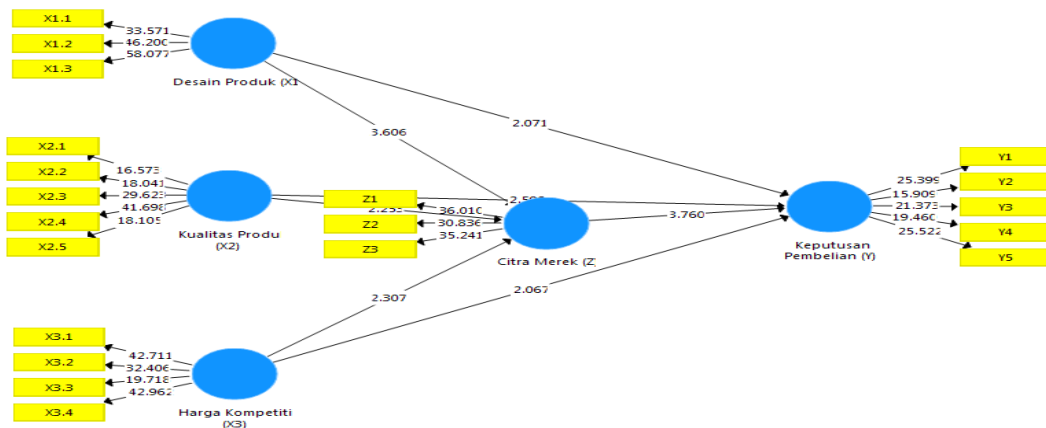 X1.1
X1.2
X1.3
33.571
46.200
58.077
Desain Produk (X1
2.071
3.606
X2.1
X2.2
X2.3
X2.4
X2.5
16.573
18.041
29.623
41.698
18.105
Kualitas Produ
(X2)
Z1
Z2
Z3
36.010
30.836
35.241
Citra Merek (Z
3.760
Keputusan
Pembelian (Y)
25.399
15.909
21.373
19.460
25.522
Y1
Y2
Y3
Y4
Y5
2.307
2.067
X3.1
X3.2
X3.3
X3.4
42.711
32.406
19.718
42.962
Harga Kompetiti
(X3)